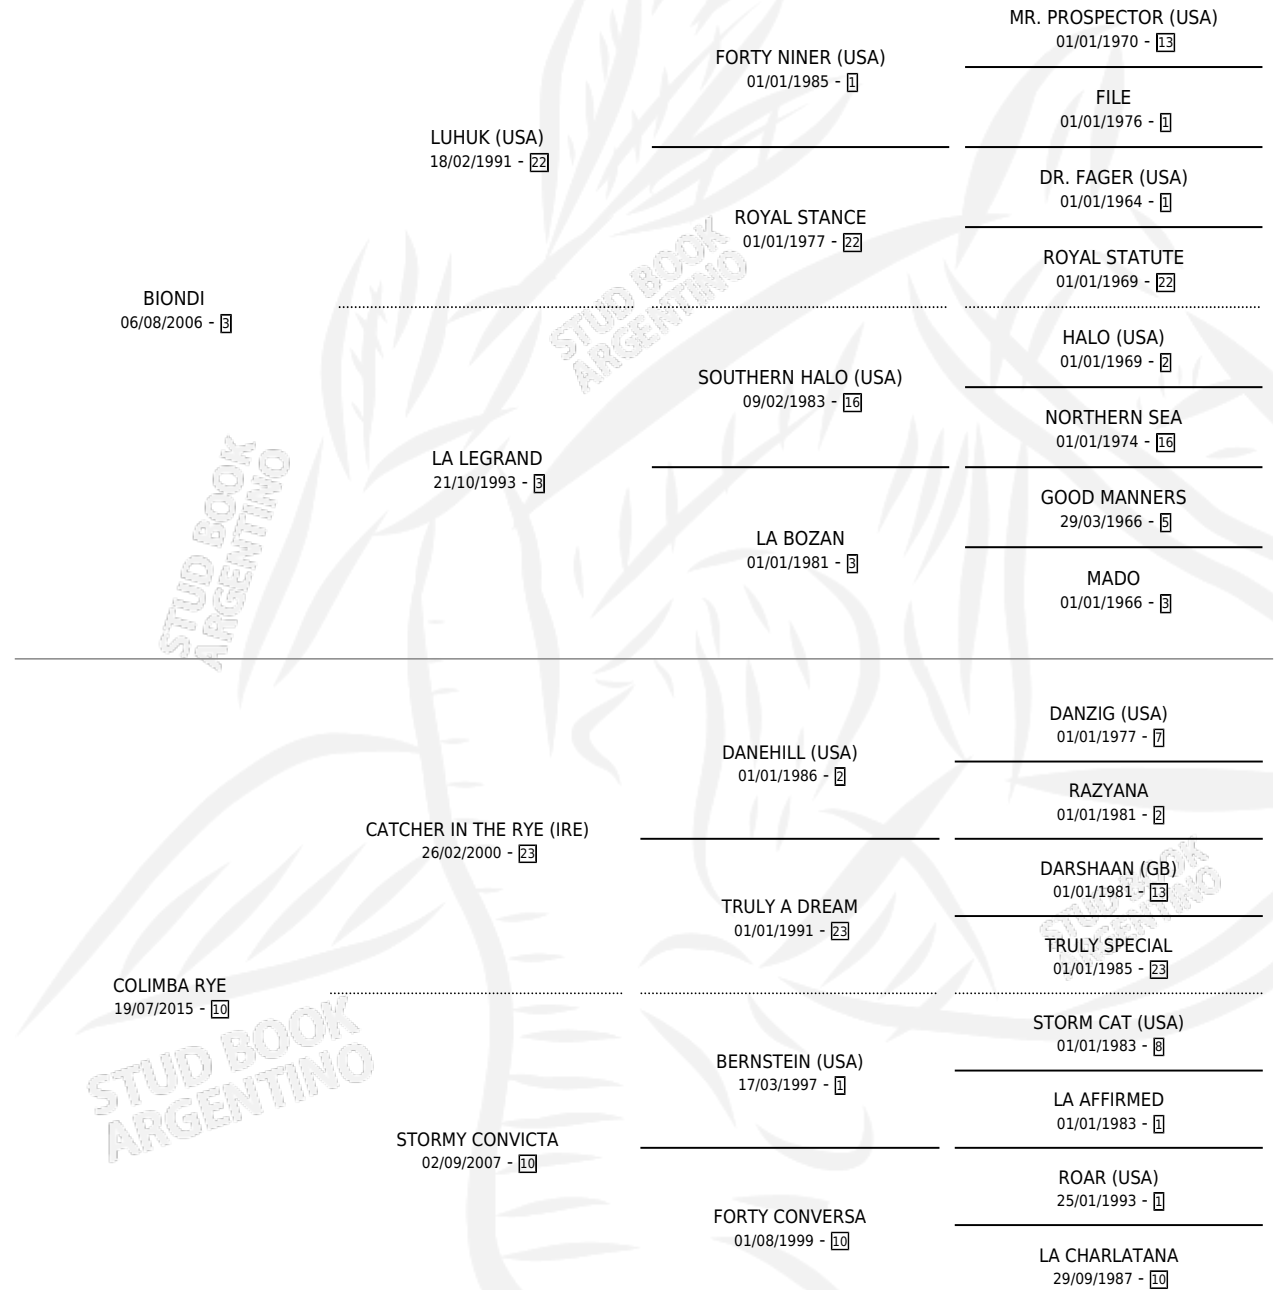 MR. PROSPECTOR (USA)
01/01/1970 - 13
FORTY NINER (USA)
01/01/1985 - 1
FILE
01/01/1976 - 1
LUHUK (USA)
18/02/1991 - 22
DR. FAGER (USA)
01/01/1964 - 1
ROYAL STANCE
01/01/1977 - 22
ROYAL STATUTE
01/01/1969 - 22
BIONDI
06/08/2006 - 3
HALO (USA)
01/01/1969 - 2
SOUTHERN HALO (USA)
09/02/1983 - 16
NORTHERN SEA
01/01/1974 - 16
LA LEGRAND
21/10/1993 - 3
GOOD MANNERS
29/03/1966 - 5
LA BOZAN
01/01/1981 - 3
MADO
01/01/1966 - 3
DANZIG (USA)
01/01/1977 - 7
DANEHILL (USA)
01/01/1986 - 2
RAZYANA
01/01/1981 - 2
CATCHER IN THE RYE (IRE)
26/02/2000 - 23
DARSHAAN (GB)
01/01/1981 - 13
TRULY A DREAM
01/01/1991 - 23
TRULY SPECIAL
01/01/1985 - 23
COLIMBA RYE
19/07/2015 - 10
STORM CAT (USA)
01/01/1983 - 8
BERNSTEIN (USA)
17/03/1997 - 1
LA AFFIRMED
01/01/1983 - 1
STORMY CONVICTA
02/09/2007 - 10
ROAR (USA)
25/01/1993 - 1
FORTY CONVERSA
01/08/1999 - 10
LA CHARLATANA
29/09/1987 - 10
STUD BOOK
ARGENTINO
STUD BOOK
ARGENTINO
STUD BOOK
ARGENTINO
STUD BOOK
ARGENTINO